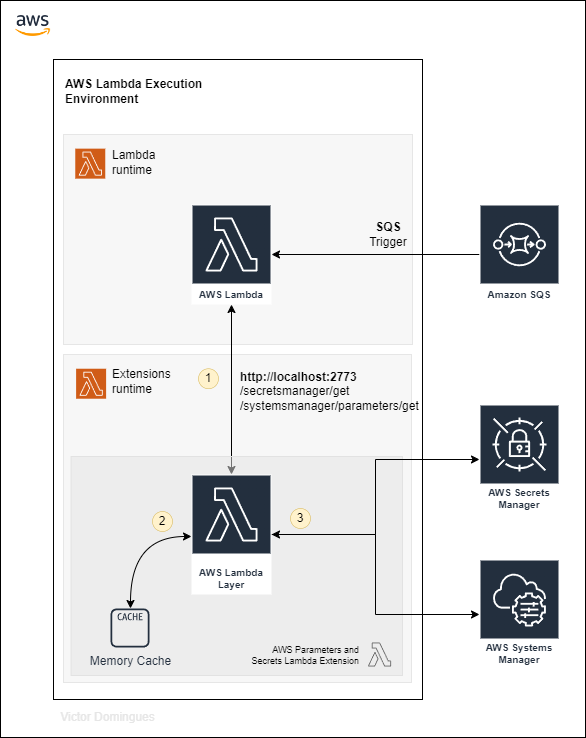 aws
AWS Lambda Execution
Environment
Lambda
runtime
SQS
Trigger
AWS Lambda
Amazon SQS
Extensions
runtime
1
http://localhost:2773
/secretsmanager/get
/systemsmanager/parameters/get
AWS Secrets
Manager
2
3
AWS Lambda
Layer
CACHE
Memory Cache
AWS Parameters and
Secrets Lambda Extension
AWS Systems
Manager
Victor Domingues